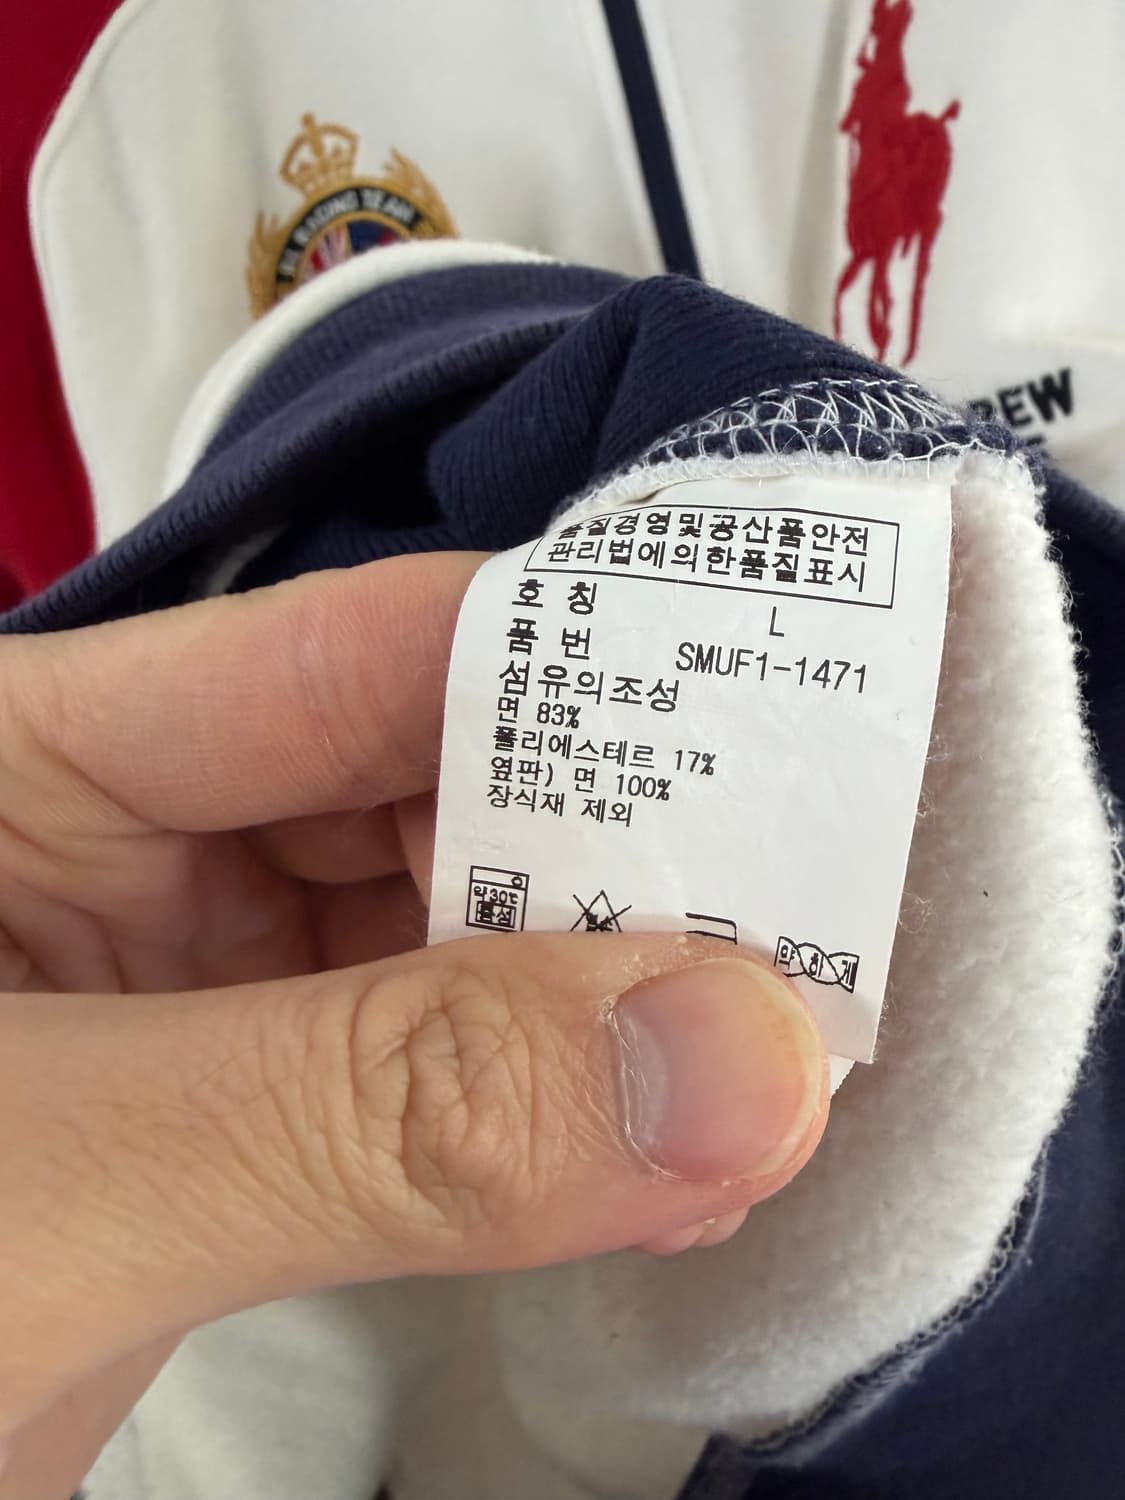 RACING TEAM
REW
품질경영및공산품안전
관리법에의한품질표시
호 칭 L
품 번 SMUF1-1471
섬유의조성
면 83%
폴리에스테르 17%
옆판) 면 100%
장식재 제외
약30℃
중성
약하게